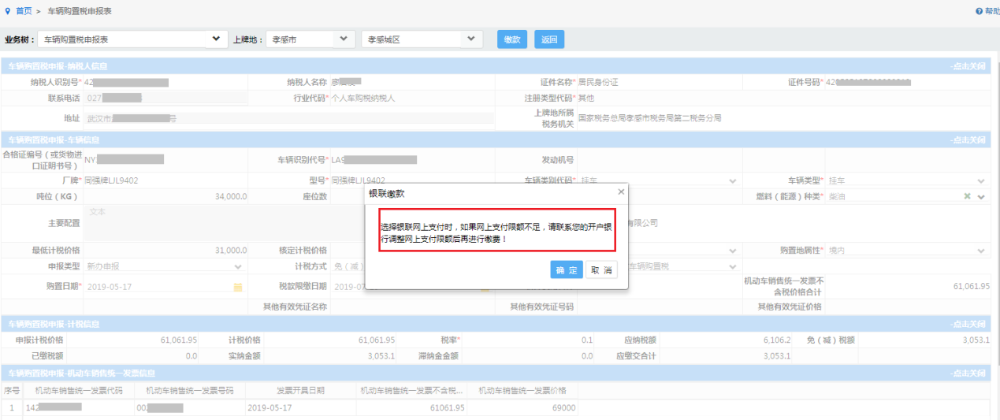 首页 > 车辆购置税申报表
帮助
业务树： 车辆购置税申报表 上牌地： 孝感市 孝感城区 缴款 返回
车辆购置税申报-纳税人信息 -点击关闭
纳税人识别号* 42 纳税人名称 证件名称* 居民身份证 证件号码* 42
联系电话 027 行业代码* 个人车购税纳税人 注册类型代码* 其他
地址 武汉市 号 上牌地所属
税务机关 国家税务总局孝感市税务局第二税务分局
车辆购置税申报-车辆信息 -点击关闭
合格证编号（或货物进
口证明书号） NY 车辆识别代号* LA9 发动机号
厂牌* 同强牌LJL9402 型号* 同强牌LJL9402 车辆类别代码* 挂车 车辆类型* 挂车
吨位（KG） 34,000.0 座位数 燃料（能源）种类* 柴油
主要配置 文本 有限公司
最低计税价格 31,000.0 核定计税价格 购置地属性* 境内
申报类型 新办申报 计税方式 免（减） 车辆购置税
购置日期* 2019-05-17 税款限缴日期 2019-07 机动车销售统一发票不
含税价格合计 61,061.95
其他有效凭证名称 其他有效凭证号码 其他有效凭证价格
银联缴款 ×
选择银联网上支付时，如果网上支付限额不足，请联系您的开户银
行调整网上支付限额后再进行缴费！
确 定 取 消
车辆购置税申报-计税信息 -点击关闭
申报计税价格 61,061.95 计税价格 61,061.95 税率* 0.1 应纳税额 6,106.2 免（减）税额 3,053.1
已缴税额 0.0 实纳金额 3,053.1 滞纳金金额 0.0 应缴交合计 3,053.1
车辆购置税申报-机动车销售统一发票信息 -点击关闭
序号 机动车销售统一发票代码 机动车销售统一发票号码 发票开具日期 机动车销售统一发票不含税... 机动车销售统一发票价格
1 142 002 2019-05-17 61061.95 69000